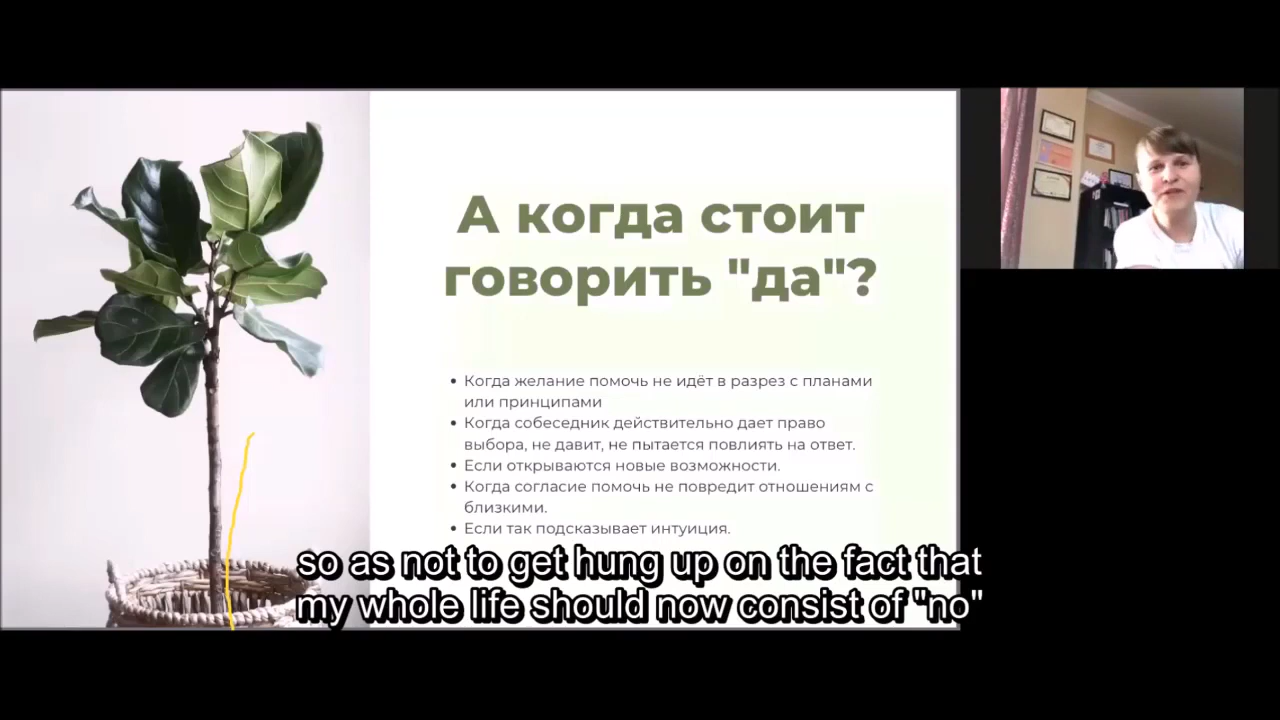 А когда стоит
говорить "да"?
• Когда желание помочь не идёт в разрез с планами
или принципами
• Когда собеседник действительно дает право
выбора, не давит, не пытается повлиять на ответ.
• Если открываются новые возможности.
• Когда согласие помочь не повредит отношениям с
близкими.
• Если так подсказывает интуиция.
so as not to get hung up on the fact that
my whole life should now consist of "no"